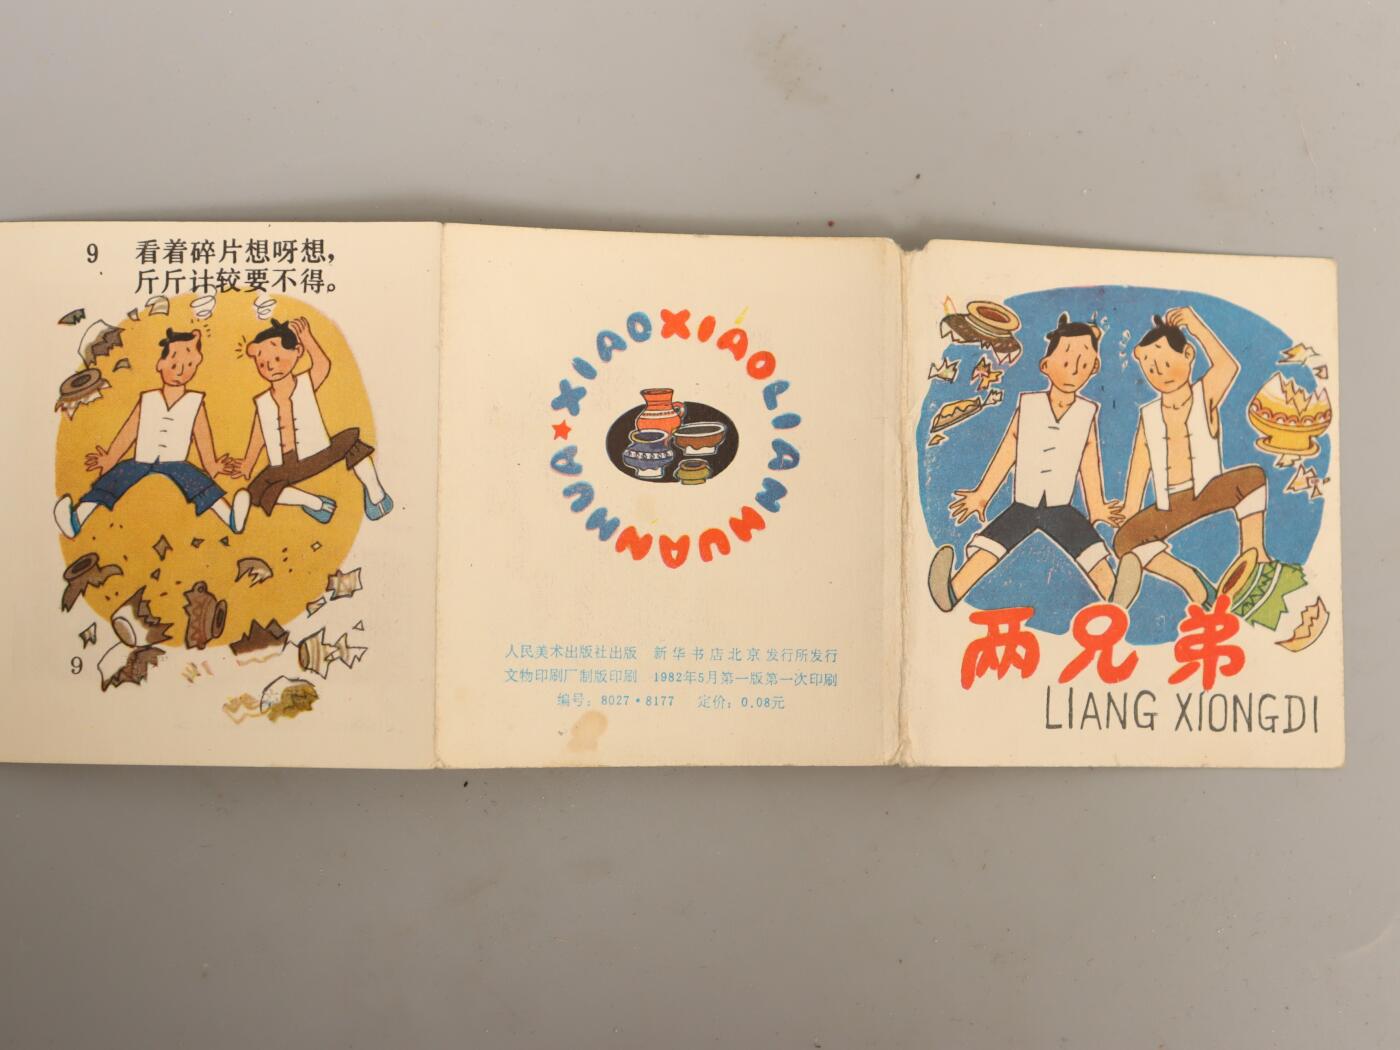 9 看着碎片想呀想，
斤斤计较要不得。
9
XIAOXIAOLIANHUANHUA
人民美术出版社出版 新华书店北京发行所发行
文物印刷厂制版印刷 1982年5月第一版第一次印刷
编号：8027·8177 定价：0.08元
两兄弟
LIANG XIONGDI